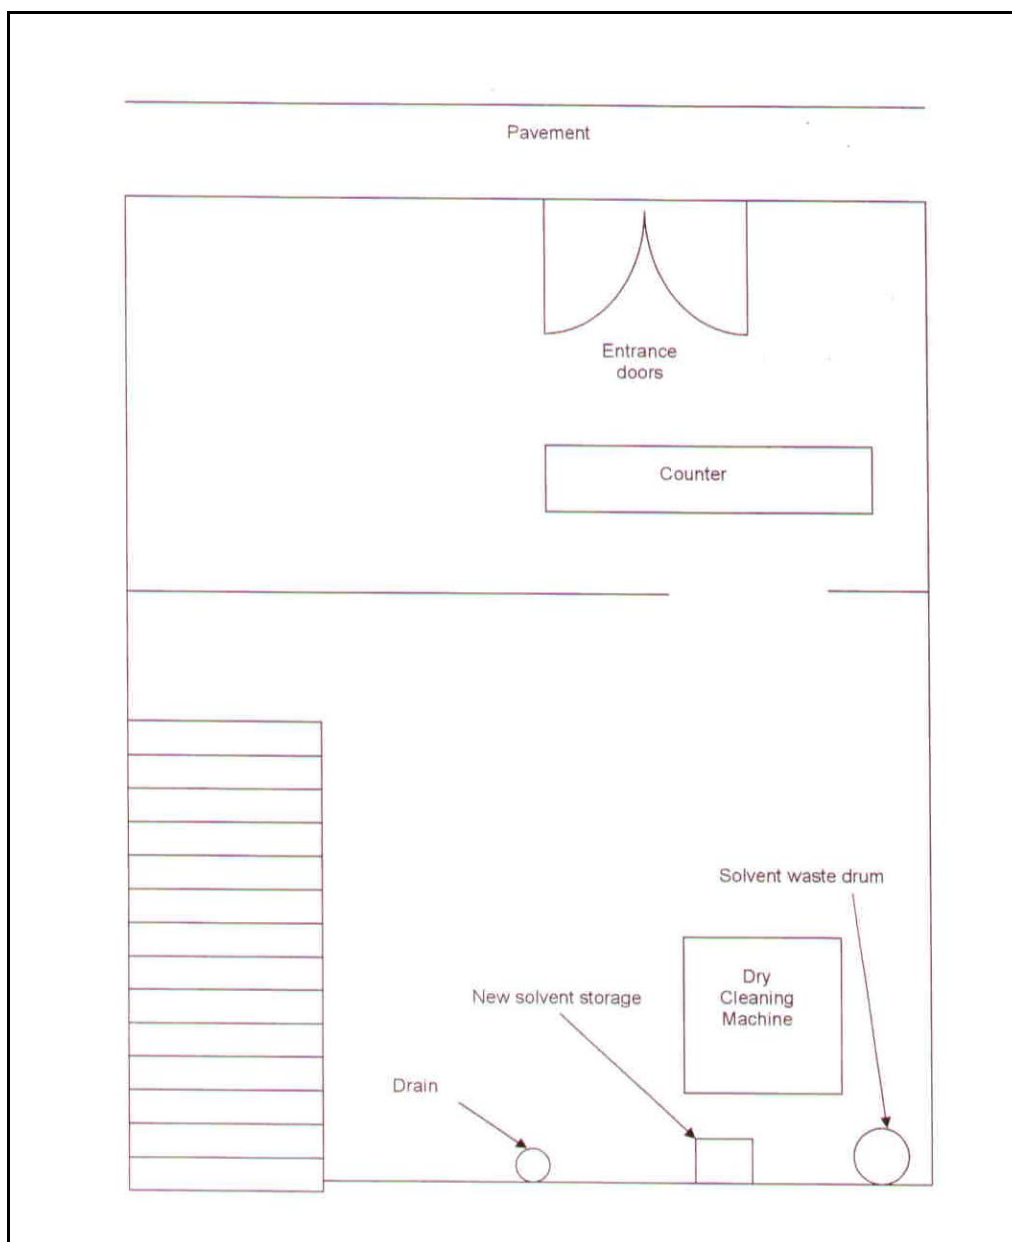 Pavement
Entrance
doors
Counter
Solvent waste drum
Dry
Cleaning
Machine
New solvent storage
Drain